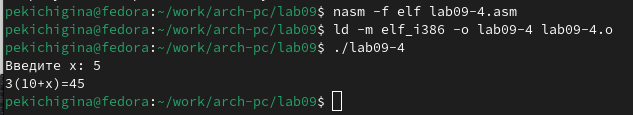 pekichigina@fedora:~/work/arch-pc/lab09$ nasm -f elf lab09-4.asm
pekichigina@fedora:~/work/arch-pc/lab09$ ld -m elf_i386 -o lab09-4 lab09-4.o
pekichigina@fedora:~/work/arch-pc/lab09$ ./lab09-4
Введите x: 5
3(10+x)=45
pekichigina@fedora:~/work/arch-pc/lab09$